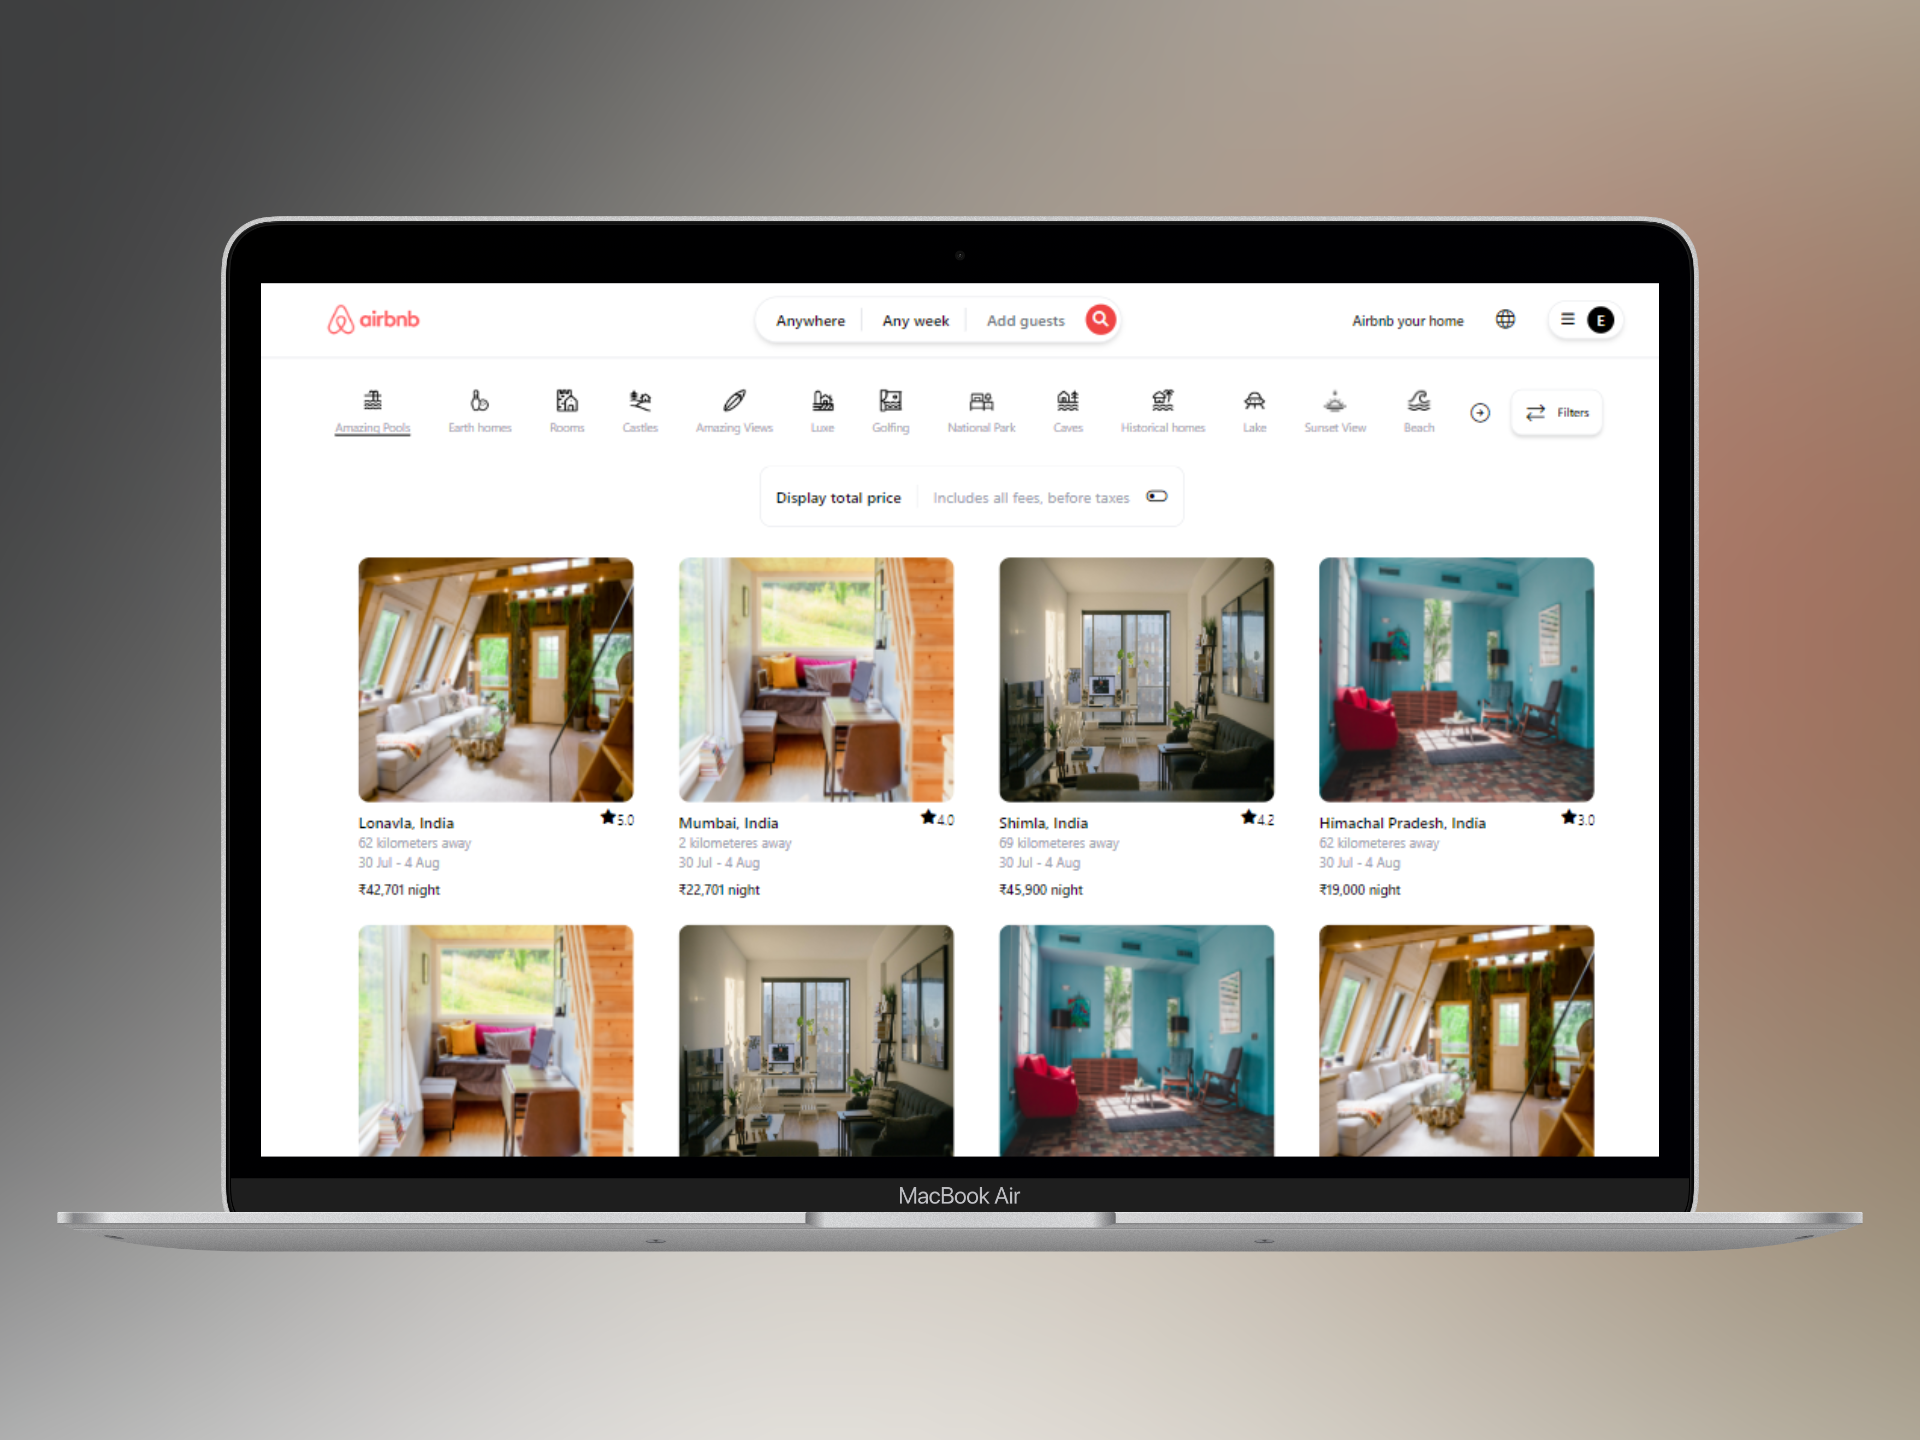 airbnb
Anywhere
Any week
Add guests
Airbnb your home
E
Amazing Pools
Earth homes
Rooms
Castles
Amazing Views
Luxe
Golfing
National Park
Caves
Historical homes
Lake
Sunset View
Beach
Filters
Display total price
Includes all fees, before taxes
Lonavla, India
5.0
62 kilometers away
30 Jul - 4 Aug
₹42,701 night
Mumbai, India
4.0
2 kilometeres away
30 Jul - 4 Aug
₹22,701 night
Shimla, India
4.2
69 kilometeres away
30 Jul - 4 Aug
₹45,900 night
Himachal Pradesh, India
3.0
62 kilometeres away
30 Jul - 4 Aug
₹19,000 night
MacBook Air